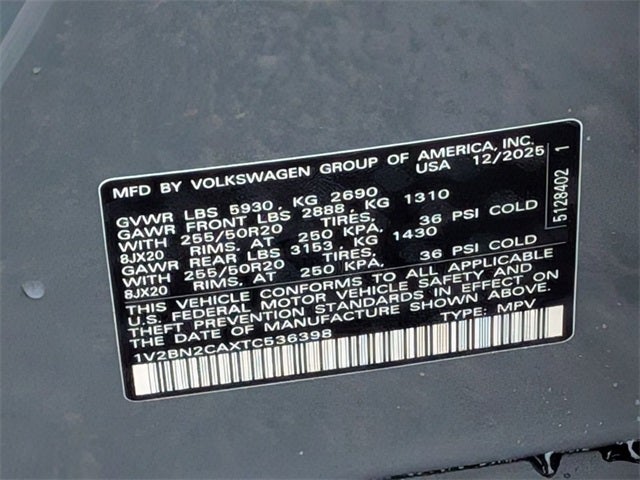 MFD BY VOLKSWAGEN GROUP OF AMERICA, INC.
USA 12/2025
GVWR LBS 5930 , KG 2690
GAWR FRONT LBS 2888 , KG 1310
WITH 255/50R20 TIRES,
8JX20 RIMS, AT 250 KPA, 36 PSI COLD
GAWR REAR LBS 3153 , KG 1430
WITH 255/50R20 TIRES,
8JX20 RIMS, AT 250 KPA, 36 PSI COLD
THIS VEHICLE CONFORMS TO ALL APPLICABLE
U.S. FEDERAL MOTOR VEHICLE SAFETY AND
THEFT PREVENTION STANDARDS IN EFFECT ON
THE DATE OF MANUFACTURE SHOWN ABOVE.
1V2BN2CAXTC536398 TYPE: MPV
5128402 1